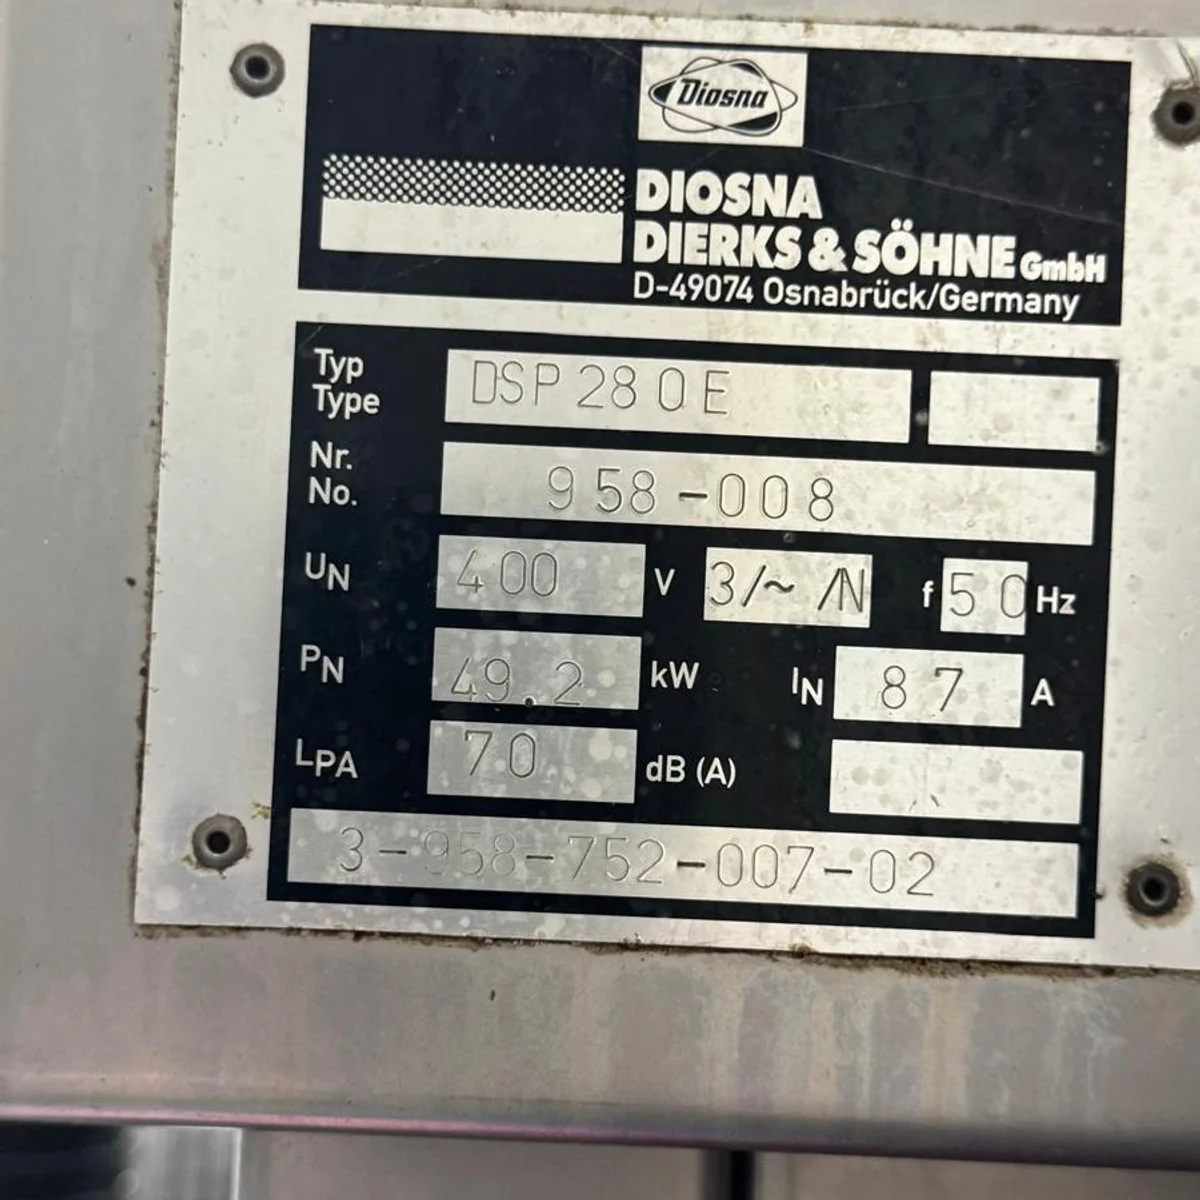 Diosna
DIOSNA
DIERKS & SÖHNE GmbH
D-49074 Osnabrück/Germany
Typ
Type
DSP 280E
Nr.
No.
958-008
UN 400 V 3/~ /N f 50 Hz
PN 49.2 kW IN 87 A
LPA 70 dB (A)
3-958-752-007-02